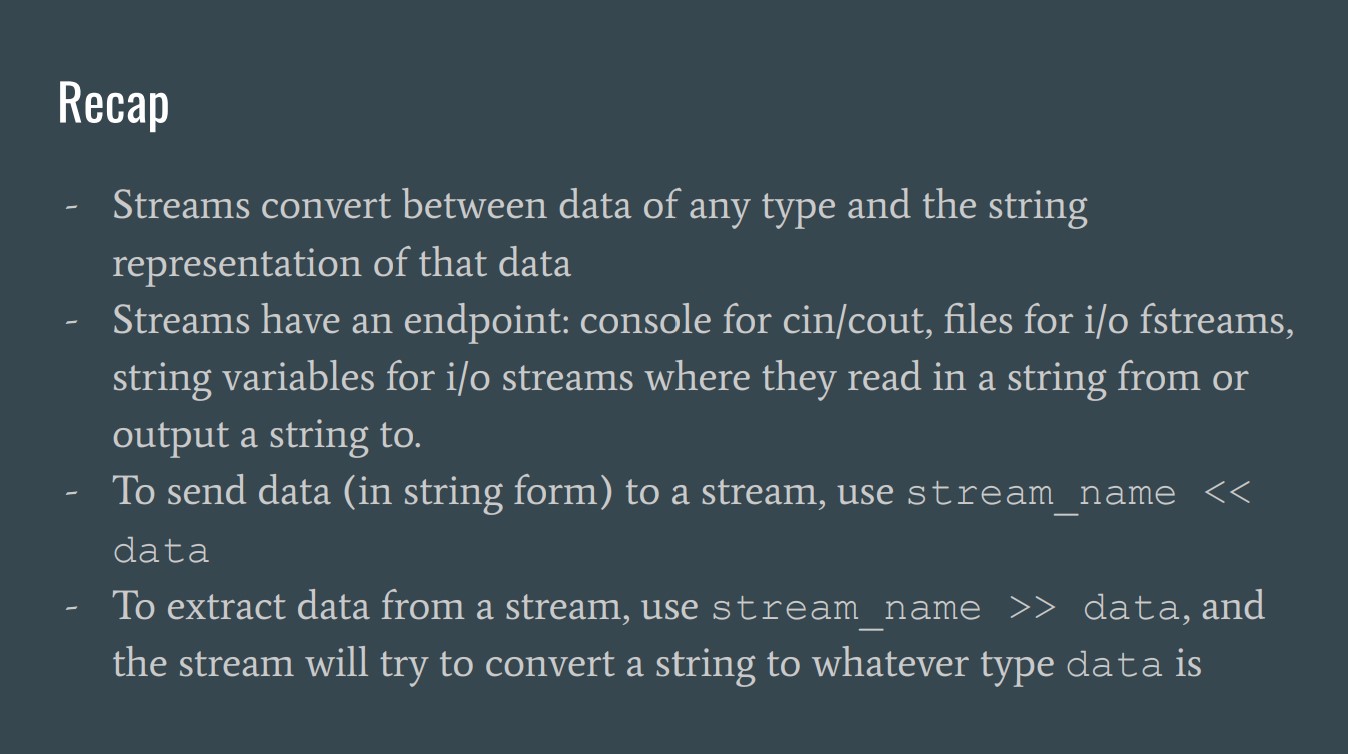 Recap
- Streams convert between data of any type and the string
representation of that data
- Streams have an endpoint: console for cin/cout, files for i/o fstreams,
string variables for i/o streams where they read in a string from or
output a string to.
- To send data (in string form) to a stream, use stream_name <<
data
- To extract data from a stream, use stream_name >> data, and
the stream will try to convert a string to whatever type data is